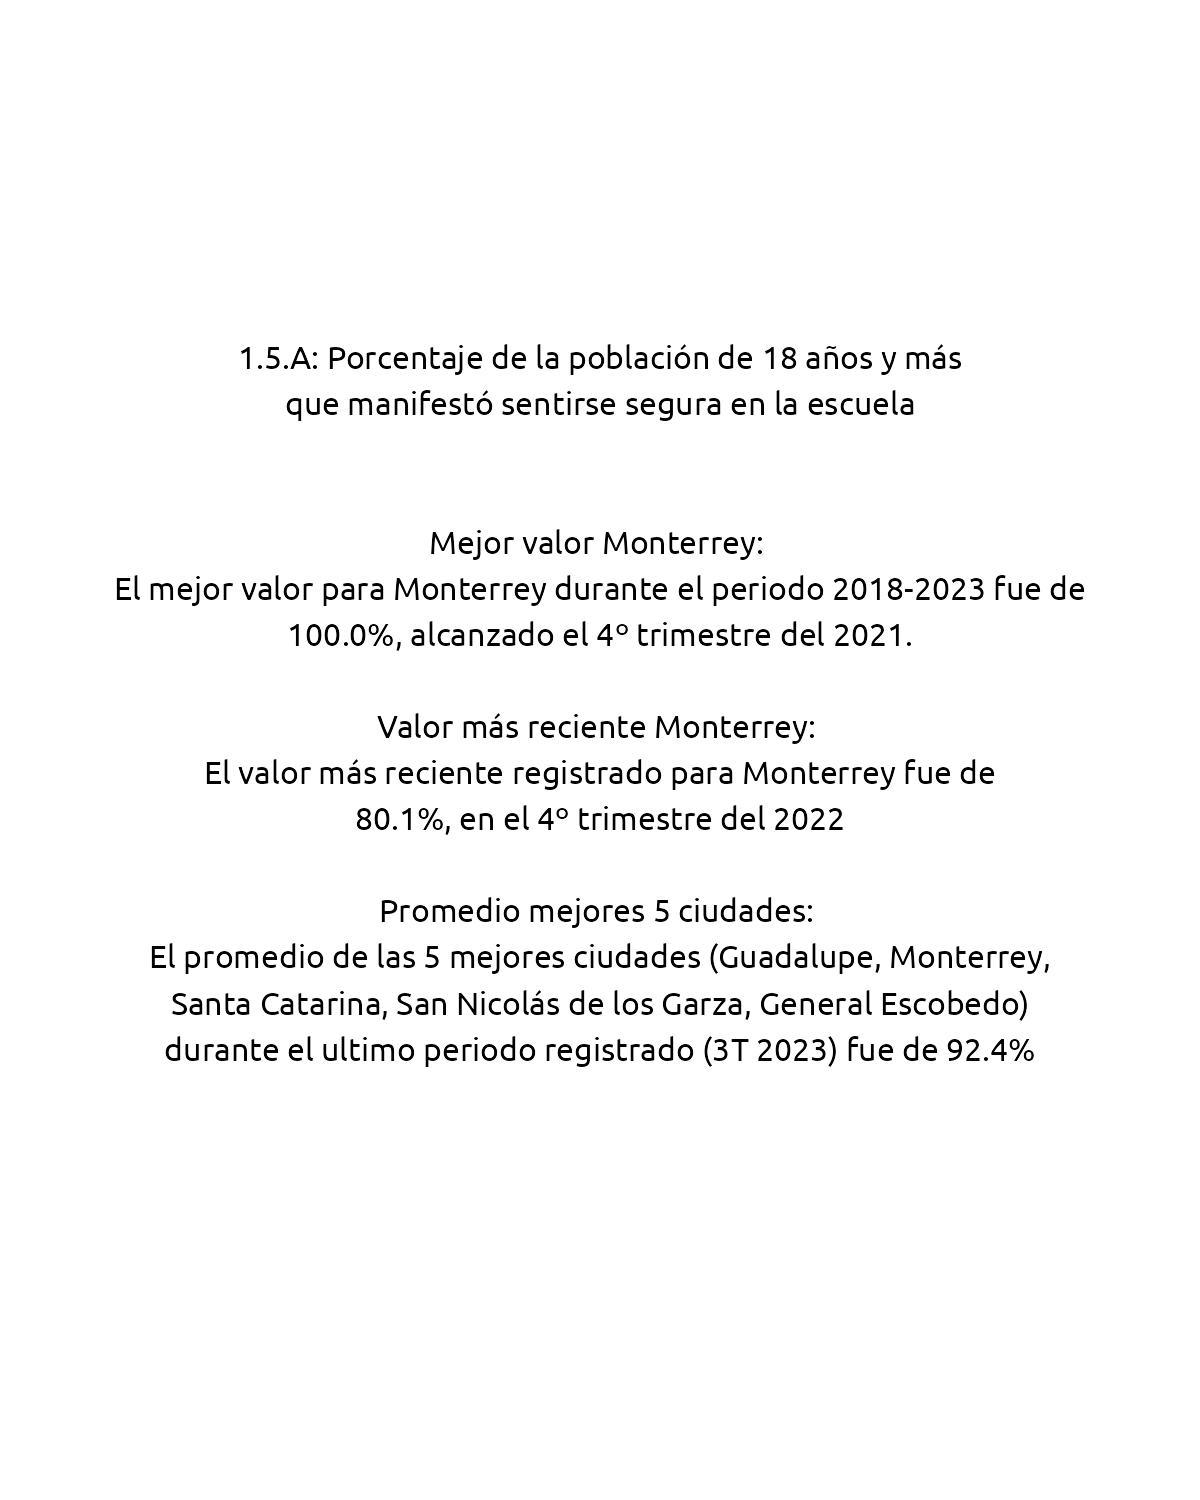 1.5.A: Porcentaje de la población de 18 años y más
que manifestó sentirse segura en la escuela
Mejor valor Monterrey:
El mejor valor para Monterrey durante el periodo 2018-2023 fue de
100.0%, alcanzado el 4º trimestre del 2021.
Valor más reciente Monterrey:
El valor más reciente registrado para Monterrey fue de
80.1%, en el 4º trimestre del 2022
Promedio mejores 5 ciudades:
El promedio de las 5 mejores ciudades (Guadalupe, Monterrey,
Santa Catarina, San Nicolás de los Garza, General Escobedo)
durante el ultimo periodo registrado (3T 2023) fue de 92.4%